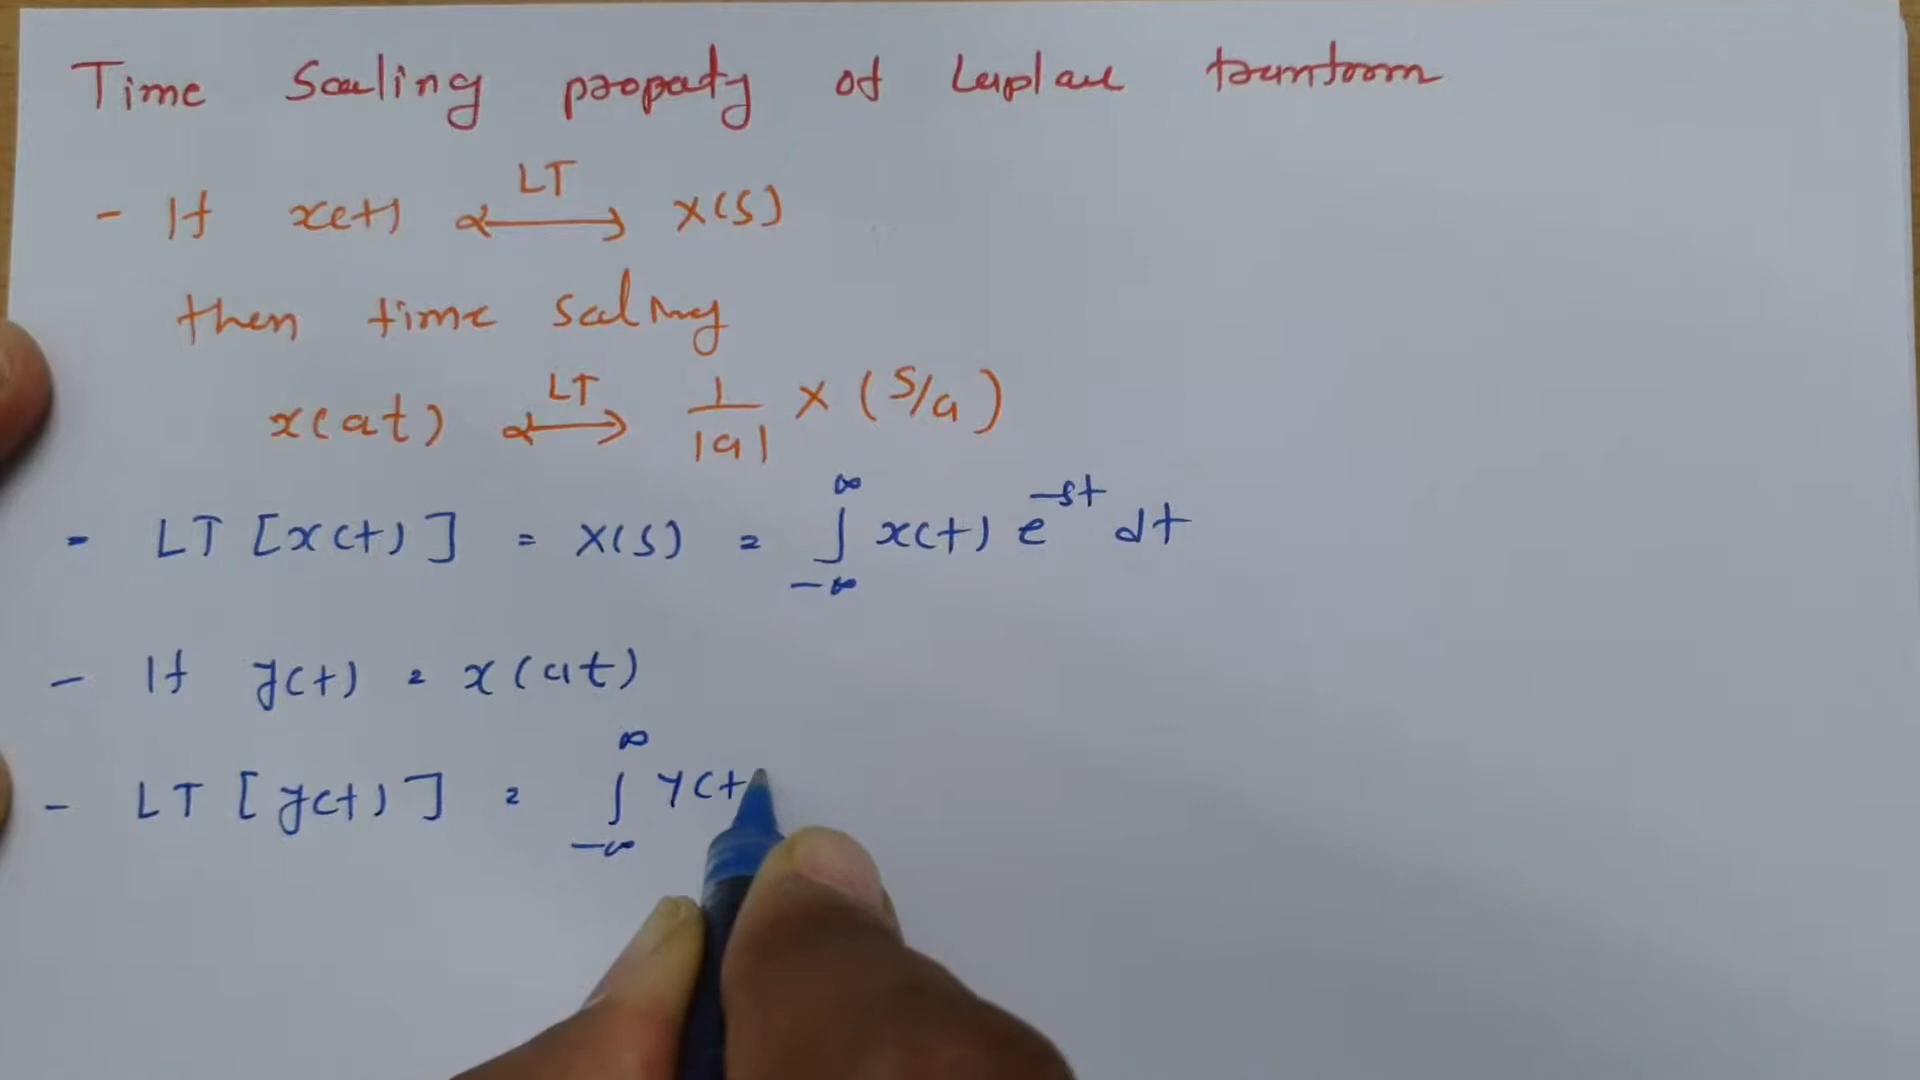 Time Scaling property of Laplace transform
- If x(t) <—LT—> X(S)
then time scaling
x(at) <—LT—> 1/|a| X (S/a)
- LT [x(t)] = X(S) = ∫_{-∞}^{∞} x(t) e^{-st} dt
- If y(t) = x(at)
- LT [y(t)] = ∫_{-∞}^{∞} y(t